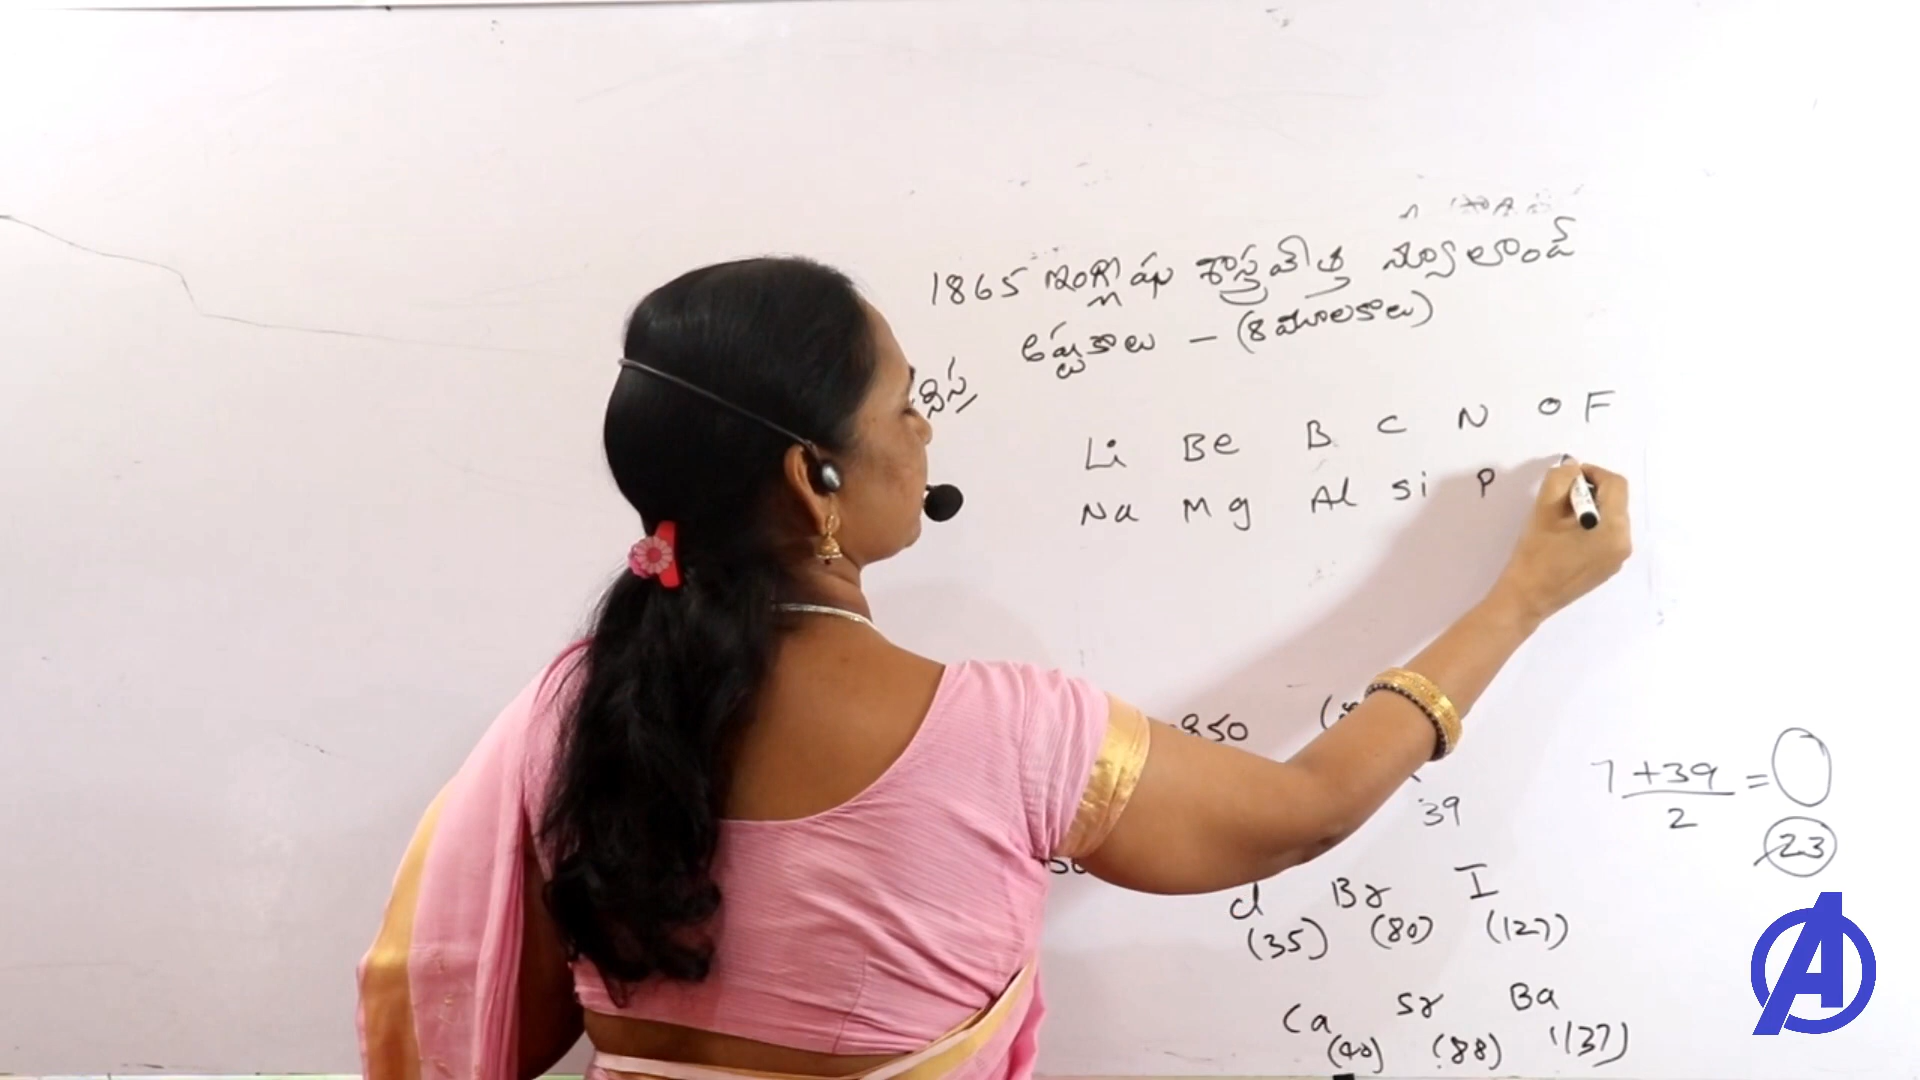 1865 ఇంగ్లీషు శాస్త్రవేత్త న్యూలాండ్
అష్టకాలు - (8 మూలకాలు)
Li Be B C N O F
Na Mg Al Si P
39
7 + 39 =
2
23
Cl Br I
(35) (80) (127)
Ca Sr Ba
(40) (88) (137)